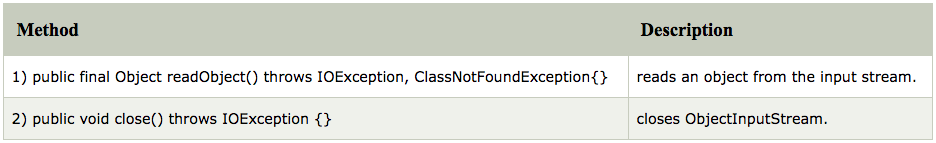 Method Description
1) public final Object readObject() throws IOException, ClassNotFoundException{} reads an object from the input stream.
2) public void close() throws IOException {} closes ObjectInputStream.